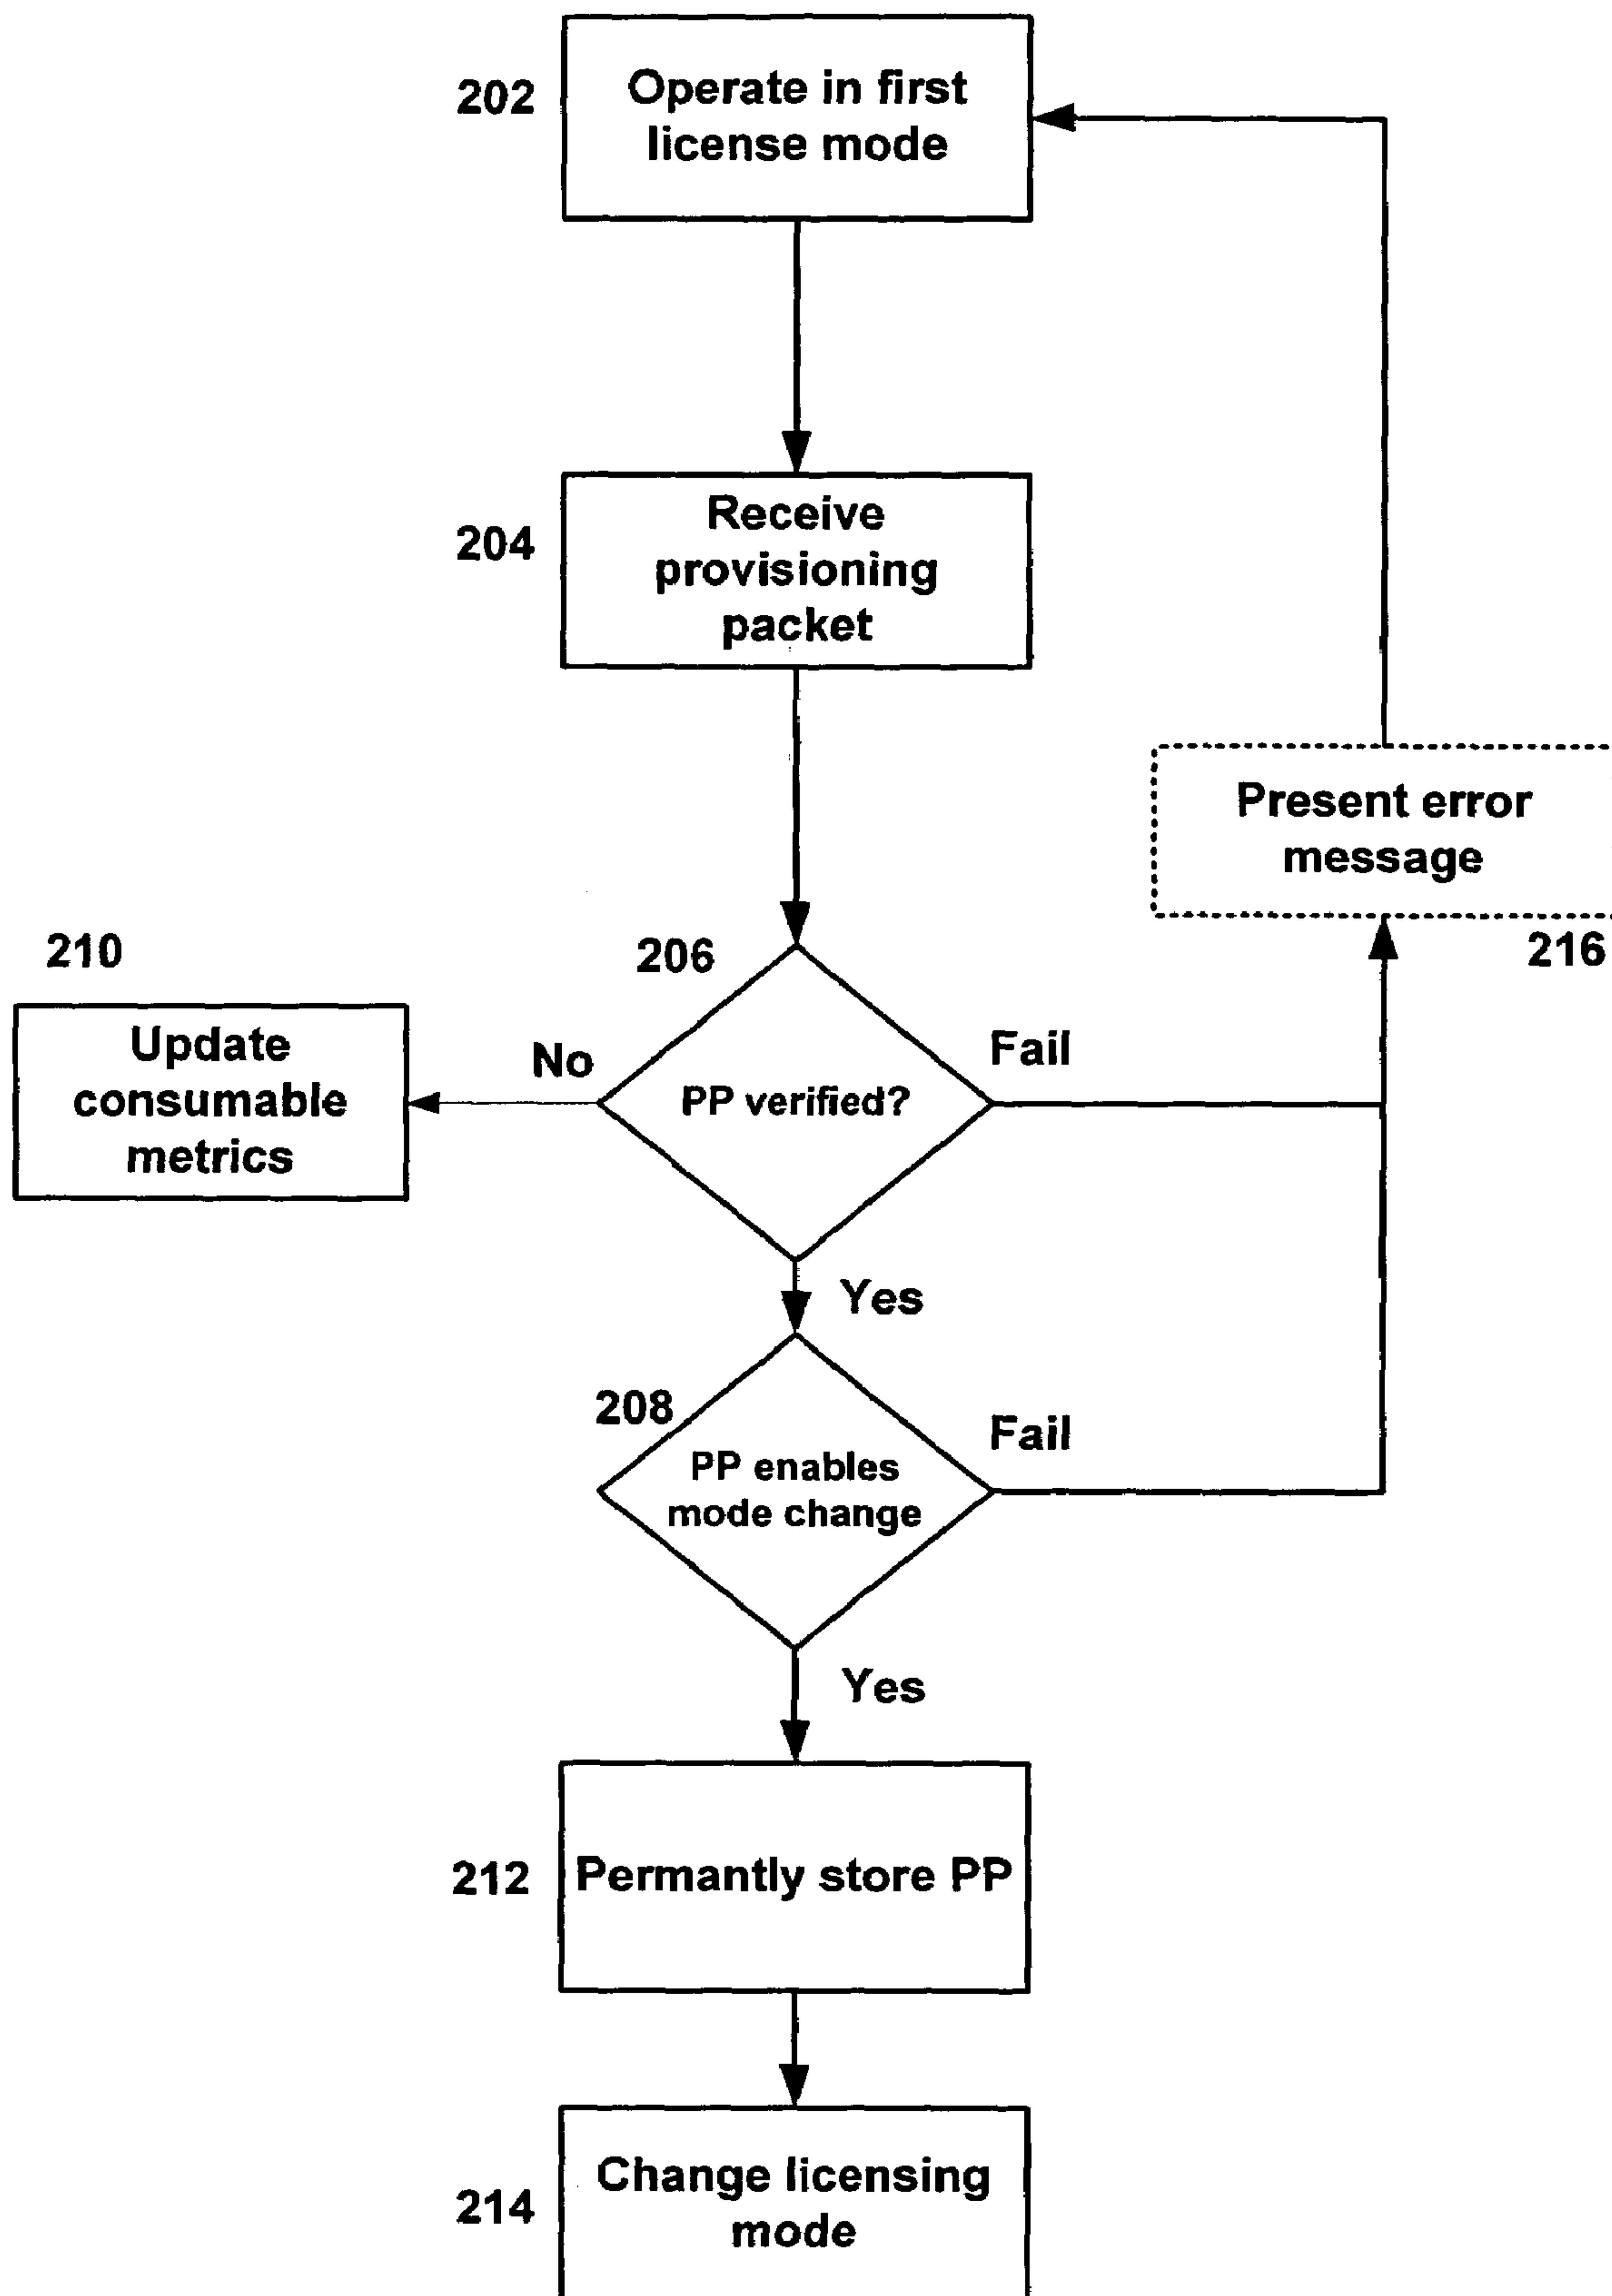 202
Operate in first
license mode
204
Receive
provisioning
packet
Present error
message
216
210
206
Update
consumable
metrics
No
PP verified?
Fail
Yes
208
PP enables
mode change
Fail
Yes
212
Permantly store PP
214
Change licensing
mode